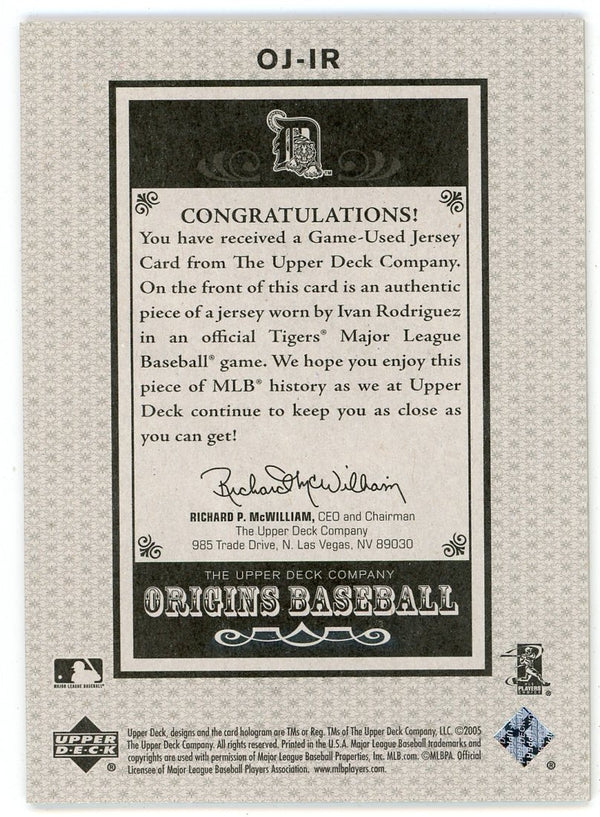 OJ-IR
D
TM
CONGRATULATIONS!
You have received a Game-Used Jersey
Card from The Upper Deck Company.
On the front of this card is an authentic
piece of a jersey worn by Ivan Rodriguez
in an official Tigers® Major League
Baseball® game. We hope you enjoy this
piece of MLB® history as we at Upper
Deck continue to keep you as close as
you can get!
Richard P. McWilliam
RICHARD P. McWILLIAM, CEO and Chairman
The Upper Deck Company
985 Trade Drive, N. Las Vegas, NV 89030
THE UPPER DECK COMPANY
ORIGINS BASEBALL
MAJOR LEAGUE BASEBALL®
PLAYERS
®
UPPER
DECK
®
Upper Deck, designs and the card hologram are TMs or Reg. TMs of The Upper Deck Company, LLC. ©2005
The Upper Deck Company. All rights reserved. Printed in the U.S.A. Major League Baseball trademarks and
copyrights are used with permission of Major League Baseball Properties, Inc. MLB.com. ©MLBPA. Official
Licensee of Major League Baseball Players Association. www.mlbplayers.com
®